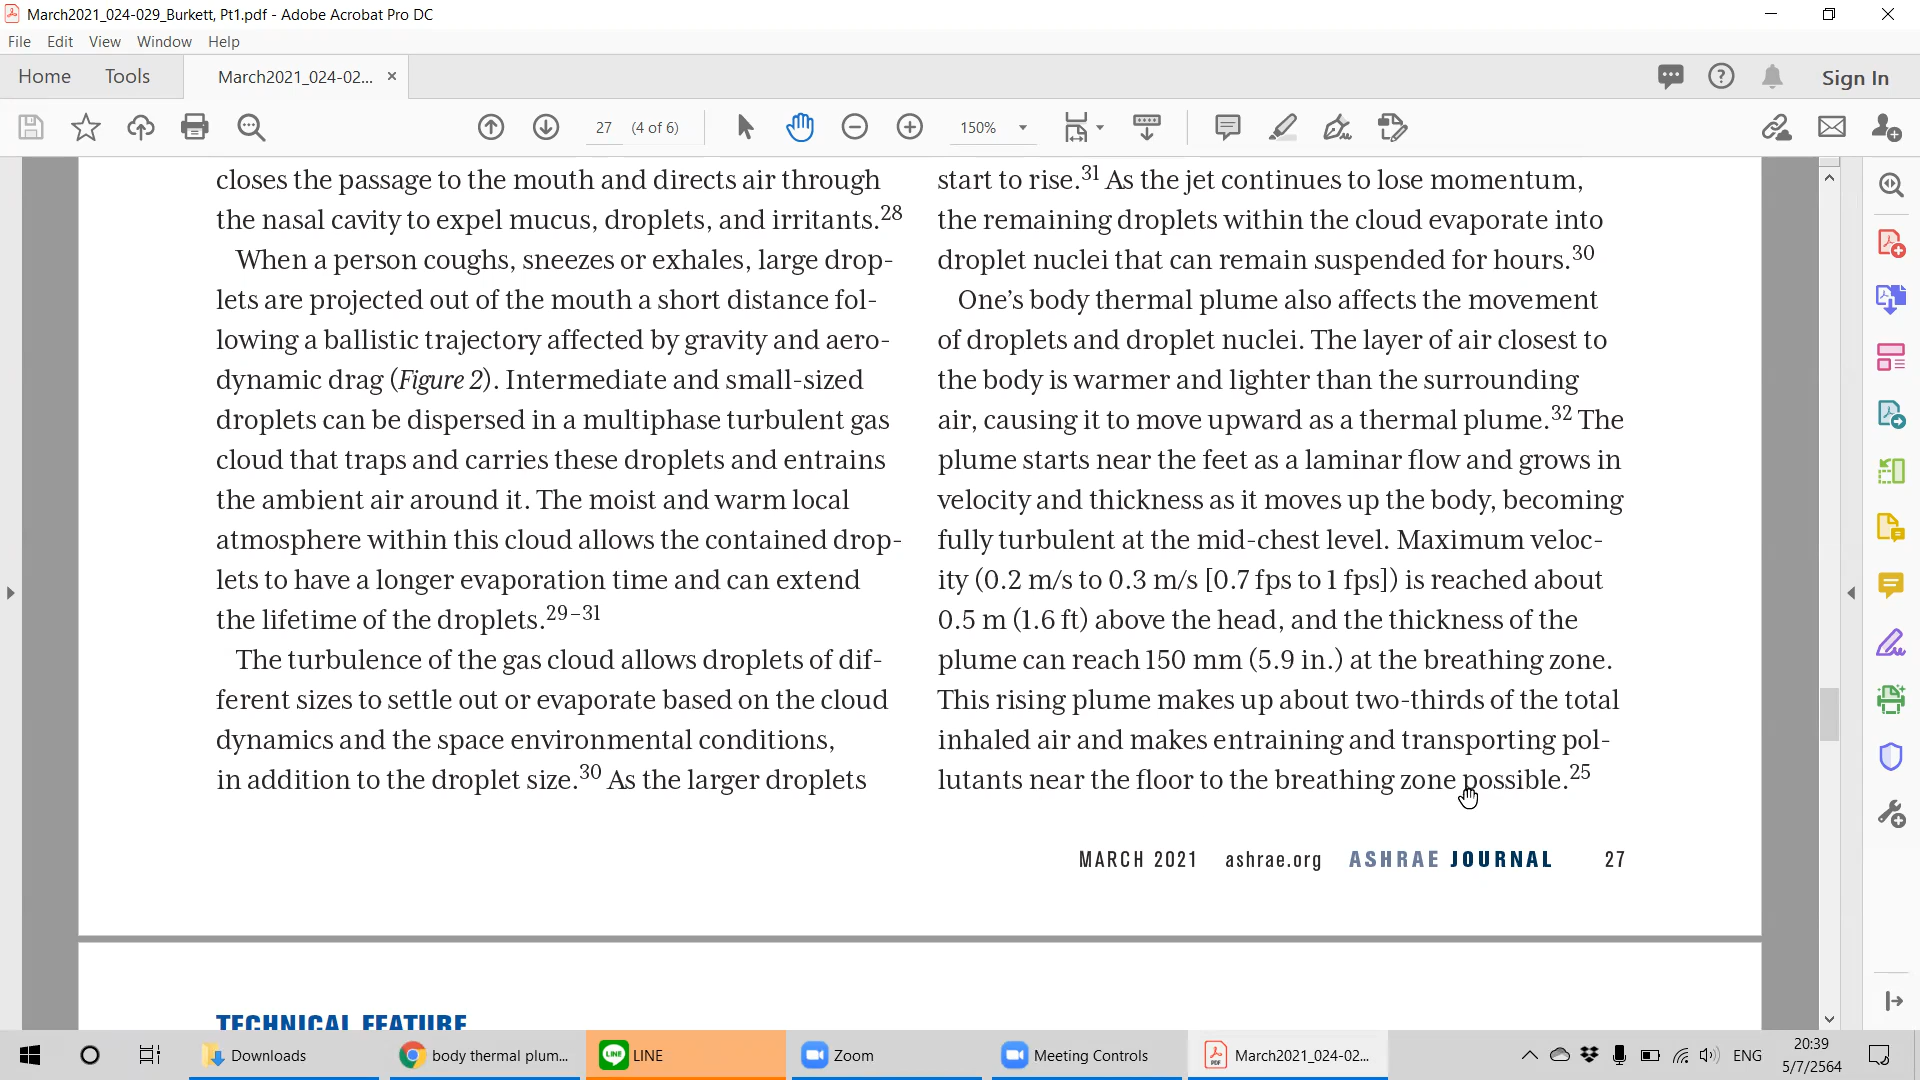 March2021_024-029_Burkett, Pt1.pdf - Adobe Acrobat Pro DC
File Edit View Window Help
Home Tools March2021_024-02... × Sign In
27 (4 of 6) 150%
closes the passage to the mouth and directs air through
the nasal cavity to expel mucus, droplets, and irritants.28
When a person coughs, sneezes or exhales, large drop-
lets are projected out of the mouth a short distance fol-
lowing a ballistic trajectory affected by gravity and aero-
dynamic drag (Figure 2). Intermediate and small-sized
droplets can be dispersed in a multiphase turbulent gas
cloud that traps and carries these droplets and entrains
the ambient air around it. The moist and warm local
atmosphere within this cloud allows the contained drop-
lets to have a longer evaporation time and can extend
the lifetime of the droplets.29–31
The turbulence of the gas cloud allows droplets of dif-
ferent sizes to settle out or evaporate based on the cloud
dynamics and the space environmental conditions,
in addition to the droplet size.30 As the larger droplets
start to rise.31 As the jet continues to lose momentum,
the remaining droplets within the cloud evaporate into
droplet nuclei that can remain suspended for hours.30
One's body thermal plume also affects the movement
of droplets and droplet nuclei. The layer of air closest to
the body is warmer and lighter than the surrounding
air, causing it to move upward as a thermal plume.32 The
plume starts near the feet as a laminar flow and grows in
velocity and thickness as it moves up the body, becoming
fully turbulent at the mid-chest level. Maximum veloc-
ity (0.2 m/s to 0.3 m/s [0.7 fps to 1 fps]) is reached about
0.5 m (1.6 ft) above the head, and the thickness of the
plume can reach 150 mm (5.9 in.) at the breathing zone.
This rising plume makes up about two-thirds of the total
inhaled air and makes entraining and transporting pol-
lutants near the floor to the breathing zone possible.25
MARCH 2021 ashrae.org ASHRAE JOURNAL 27
TECHNICAL FEATURE
Downloads body thermal plum... LINE LINE Zoom Meeting Controls PDF March2021_024-02... ENG 20:39
5/7/2564